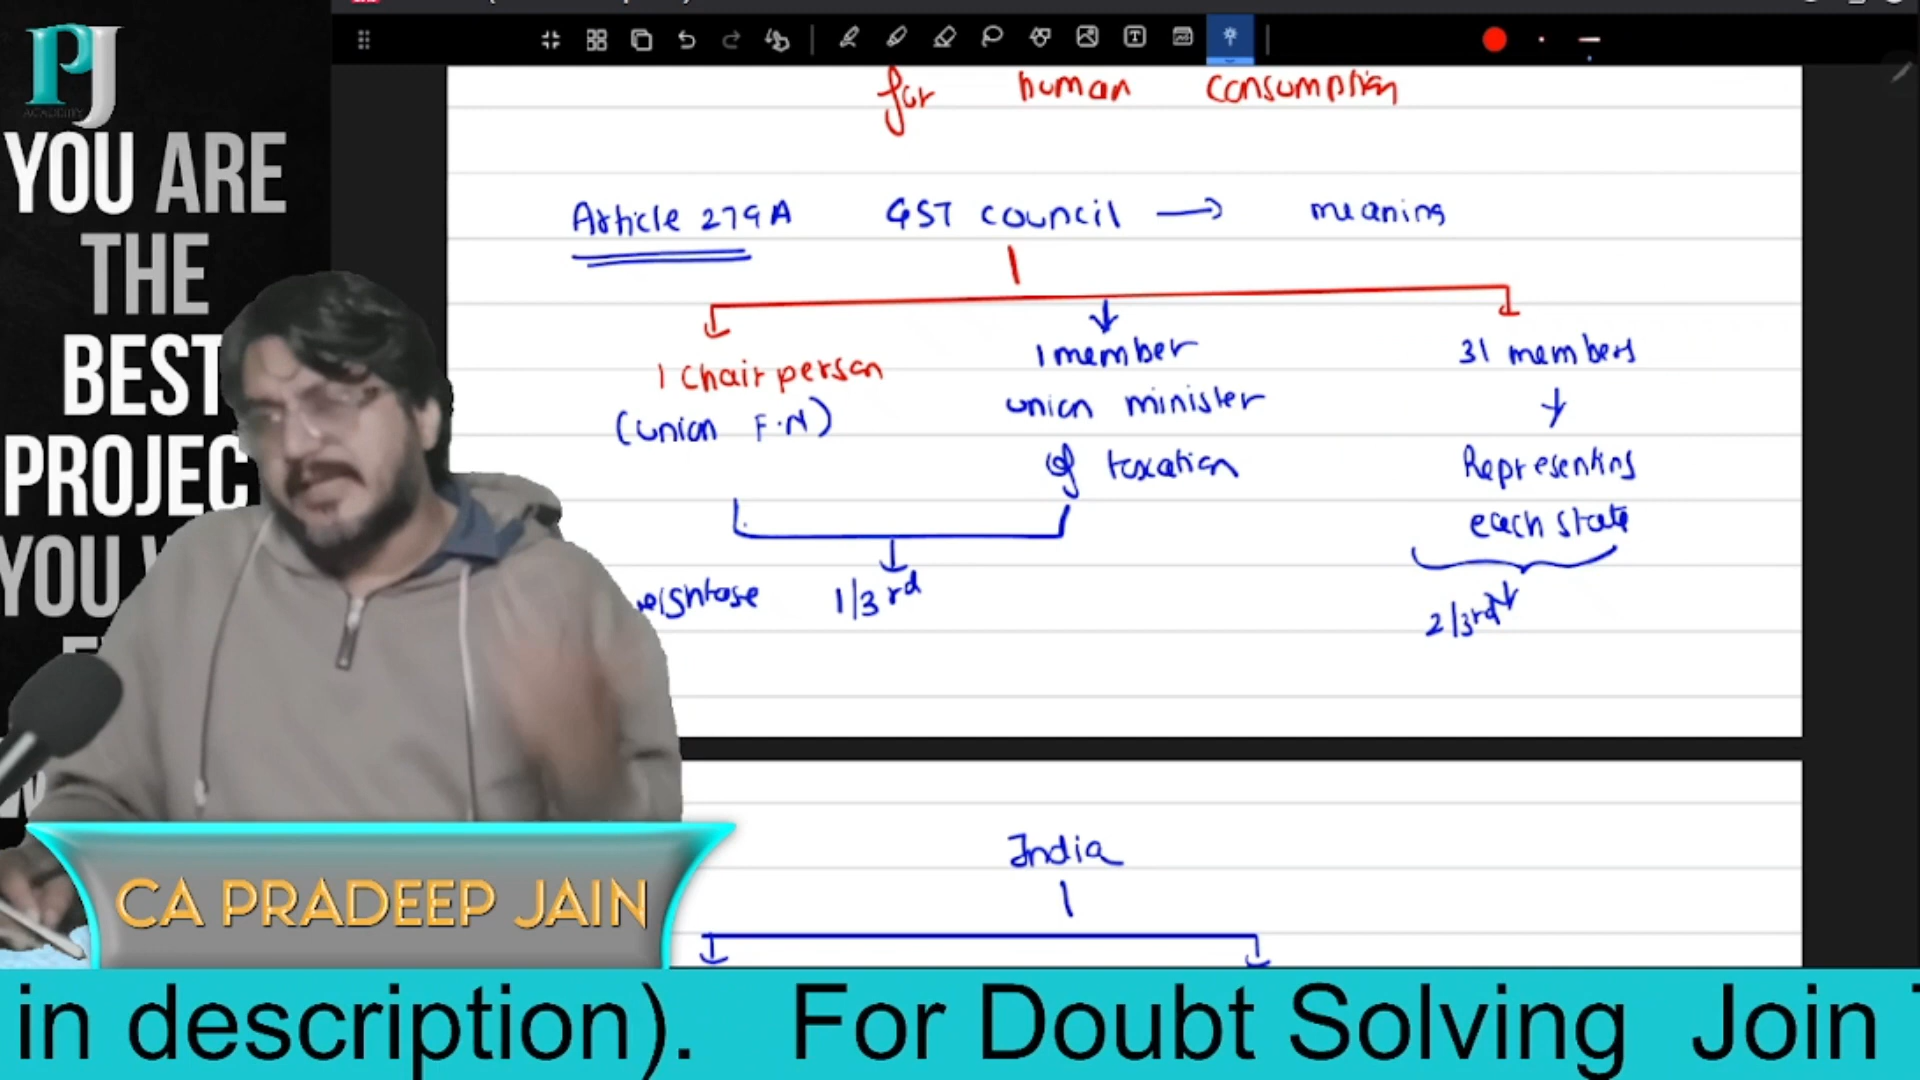 PJ
ACADEMY
YOU ARE
THE
BEST
PROJEC
YOU
for human consumption
Article 279A GST council → meaning
1 chairperson
(union F.M)
1 member
union minister
of taxation
31 members
Representing
each state
1/3rd
2/3rd
India
CA PRADEEP JAIN
in description). For Doubt Solving Join